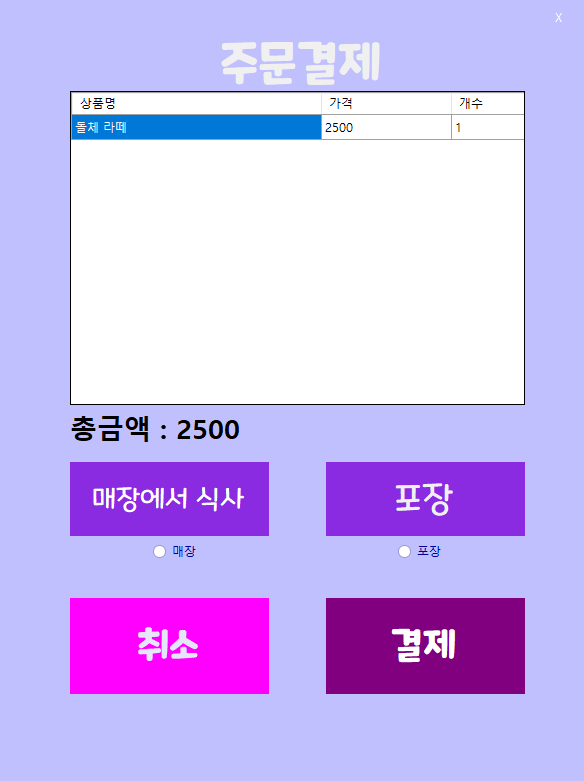 X
주문결제
상품명 가격 개수
돌체 라떼 2500 1
총금액 : 2500
매장에서 식사 포장
매장 포장
취소 결제